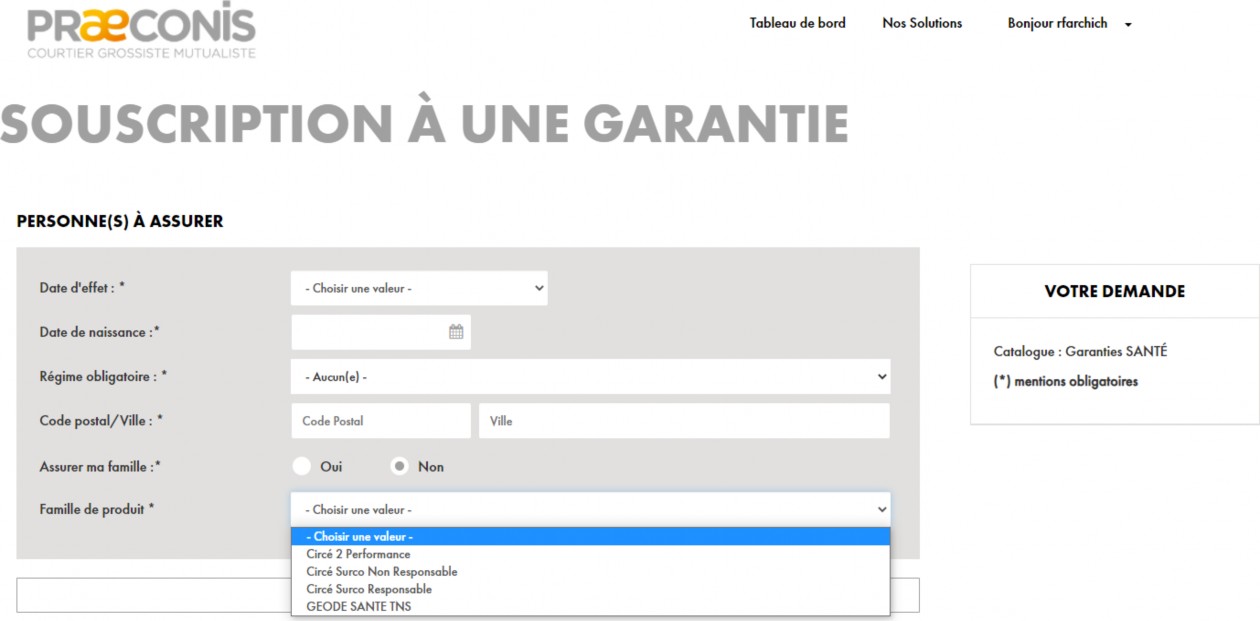 PRÆCONIS
COURTIER GROSSISTE MUTUALISTE
Tableau de bord
Nos Solutions
Bonjour rfarchich
SOUSCRIPTION À UNE GARANTIE
PERSONNE(S) À ASSURER
Date d'effet : *
- Choisir une valeur -
Date de naissance :*
Régime obligatoire : *
- Aucun(e) -
Code postal/Ville : *
Code Postal
Ville
Assurer ma famille :*
Oui
Non
Famille de produit *
- Choisir une valeur -
- Choisir une valeur -
Circé 2 Performance
Circé Surco Non Responsable
Circé Surco Responsable
GEODE SANTE TNS
VOTRE DEMANDE
Catalogue : Garanties SANTÉ
(*) mentions obligatoires